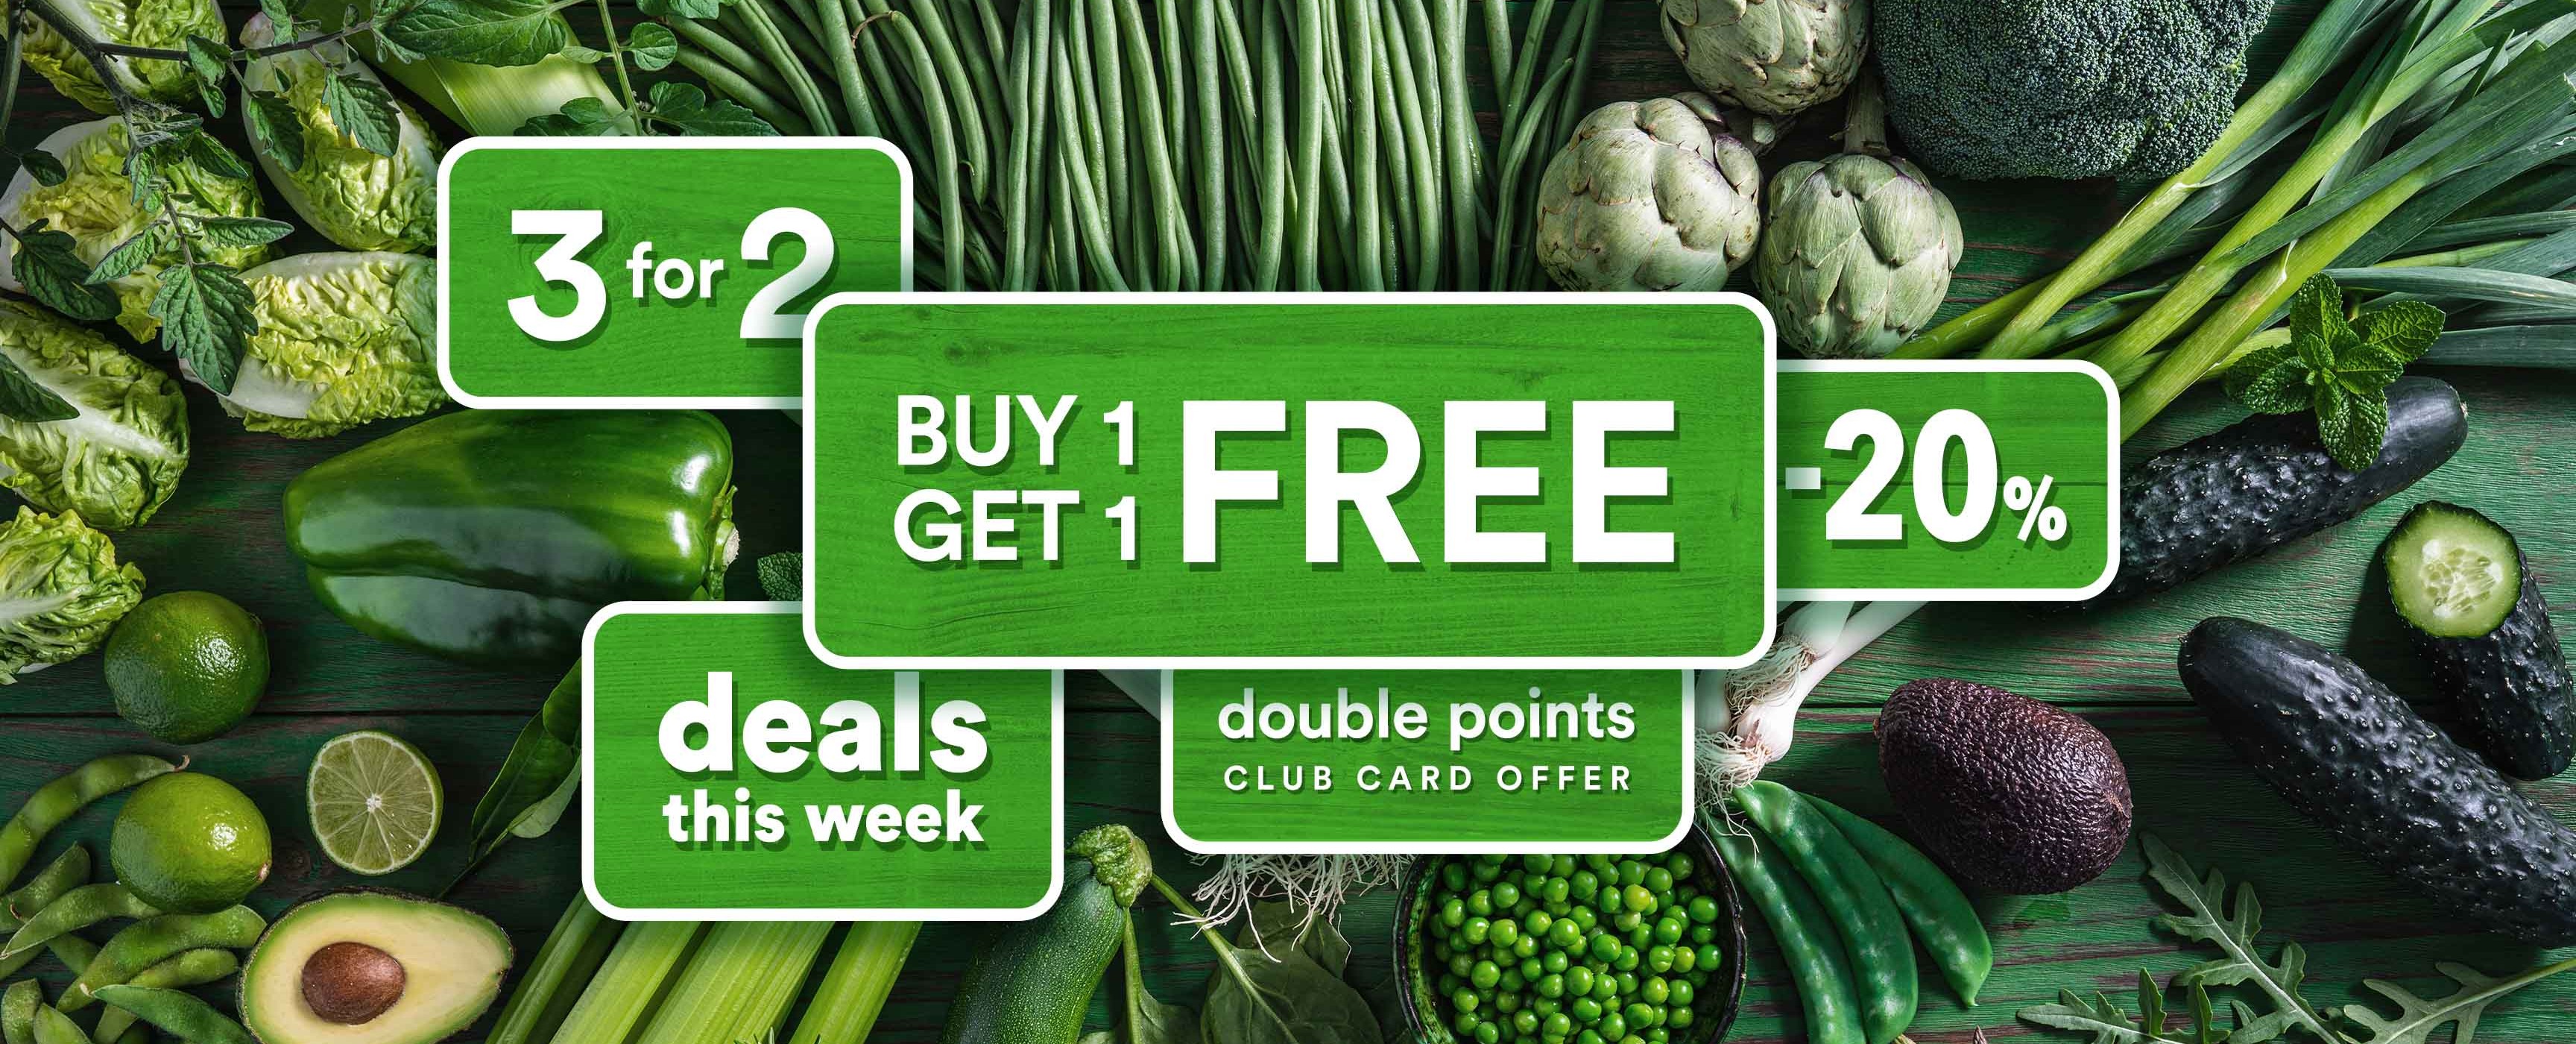 3 for 2
BUY 1
GET 1
FREE
-20%
deals
this week
double points
CLUB CARD OFFER